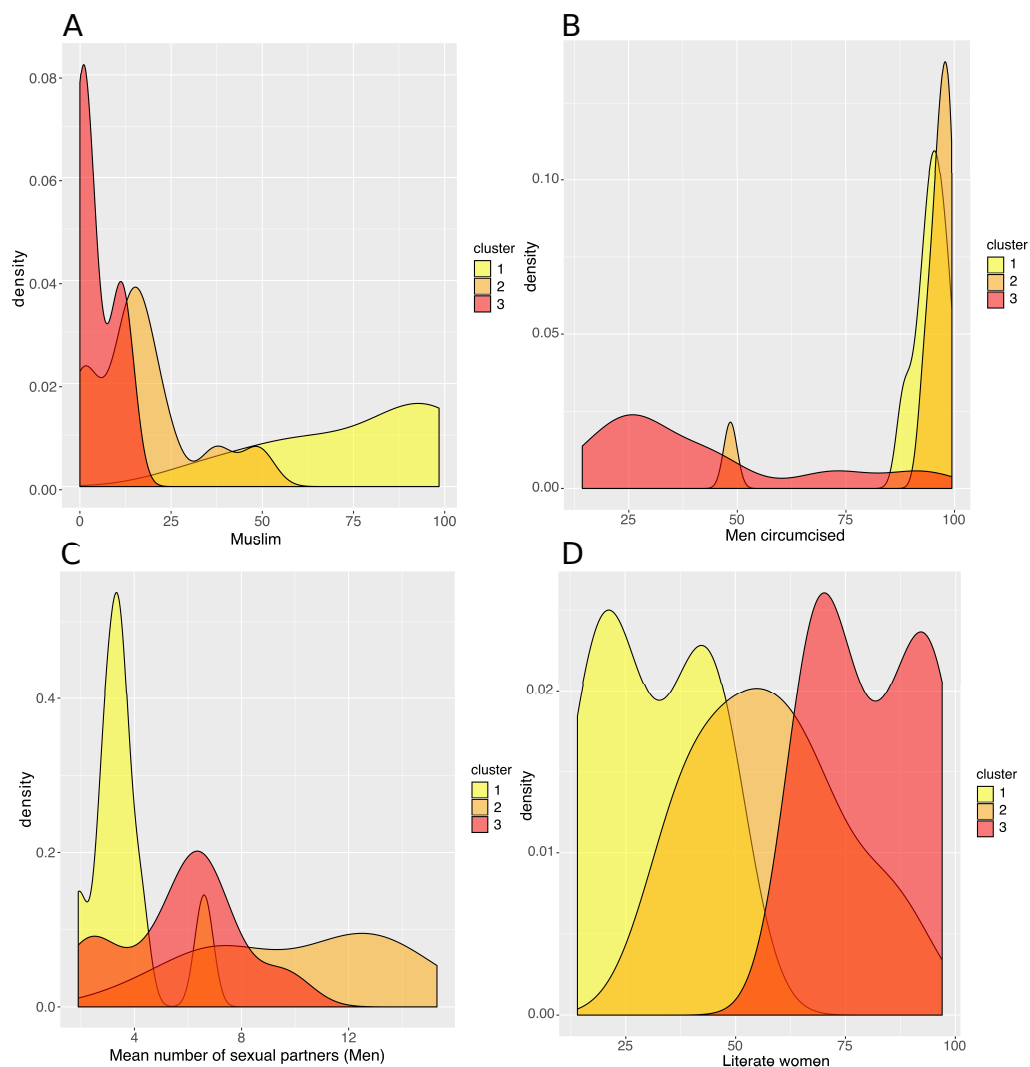 A
density
0.08
0.06
0.04
0.02
0.00
0 25 50 75 100
Muslim
cluster
1
2
3
B
density
0.10
0.05
0.00
25 50 75 100
Men circumcised
cluster
1
2
3
C
density
0.4
0.2
0.0
4 8 12
Mean number of sexual partners (Men)
cluster
1
2
3
D
density
0.02
0.01
0.00
25 50 75 100
Literate women
cluster
1
2
3